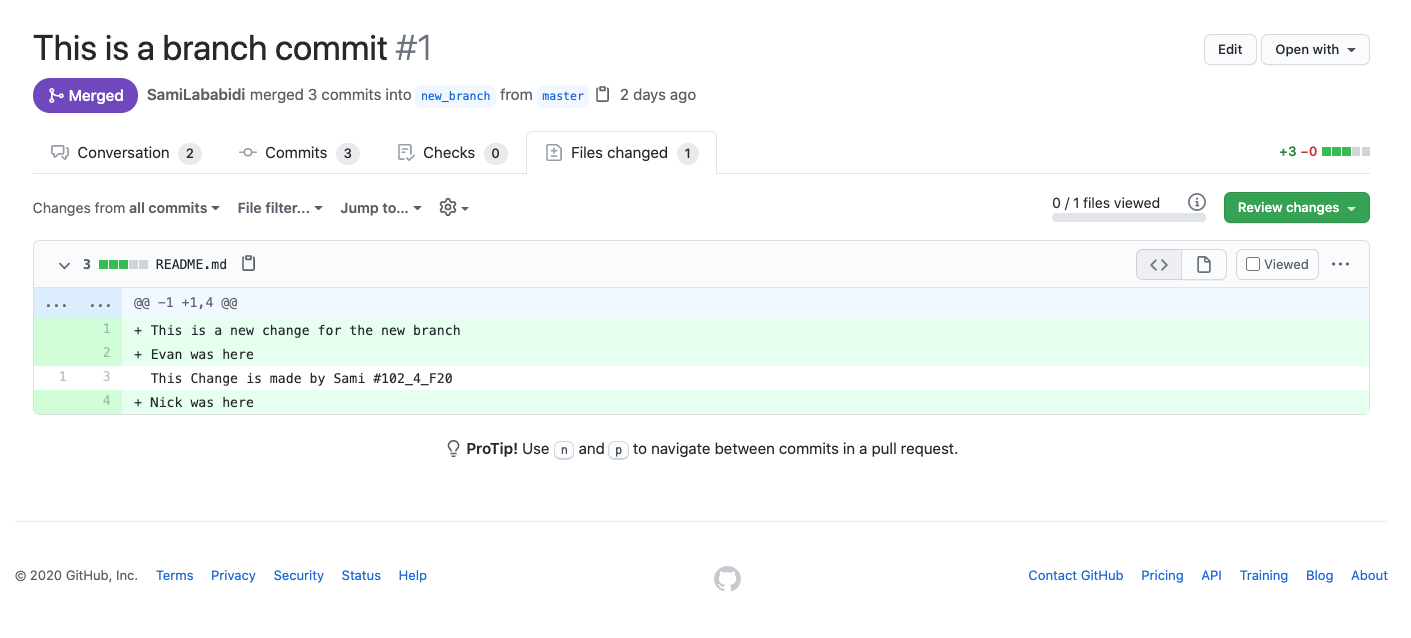 This is a branch commit #1
Edit
Open with
Merged
SamiLababidi merged 3 commits into new_branch from master 2 days ago
Conversation 2
Commits 3
Checks 0
Files changed 1
+3 −0
Changes from all commits
File filter...
Jump to...
0 / 1 files viewed
Review changes
3 README.md
Viewed
... ... @@ -1 +1,4 @@
1 + This is a new change for the new branch
2 + Evan was here
1 3 This Change is made by Sami #102_4_F20
4 + Nick was here
ProTip! Use n and p to navigate between commits in a pull request.
© 2020 GitHub, Inc. Terms Privacy Security Status Help
Contact GitHub Pricing API Training Blog About